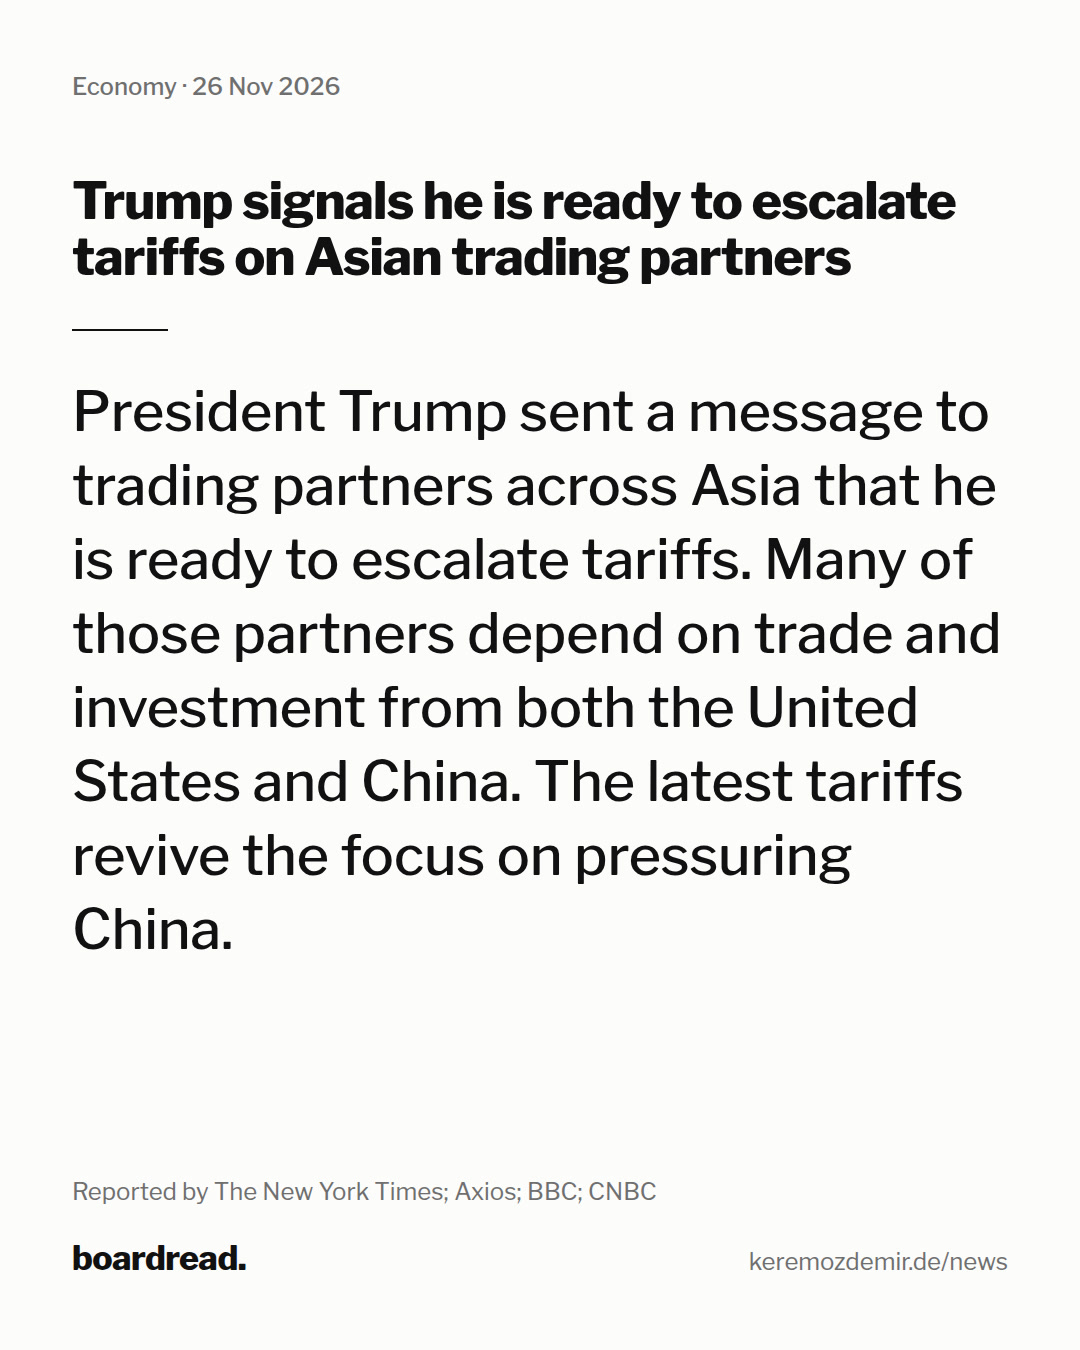 Economy · 26 Nov 2026
Trump signals he is ready to escalate
tariffs on Asian trading partners
President Trump sent a message to
trading partners across Asia that he
is ready to escalate tariffs. Many of
those partners depend on trade and
investment from both the United
States and China. The latest tariffs
revive the focus on pressuring
China.
Reported by The New York Times; Axios; BBC; CNBC
boardread.
keremozdemir.de/news